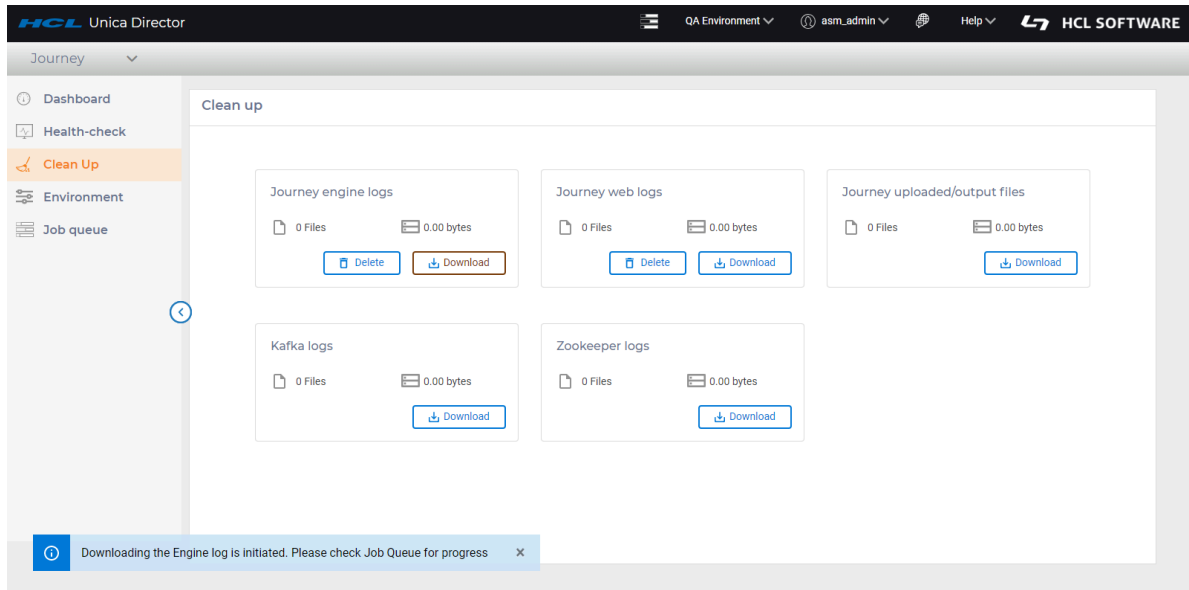 HCL Unica Director
QA Environment
asm_admin
Help
HCL SOFTWARE
Journey
Dashboard
Health-check
Clean Up
Environment
Job queue
Clean up
Journey engine logs
0 Files
0.00 bytes
Delete
Download
Journey web logs
0 Files
0.00 bytes
Delete
Download
Journey uploaded/output files
0 Files
0.00 bytes
Download
Kafka logs
0 Files
0.00 bytes
Download
Zookeeper logs
0 Files
0.00 bytes
Download
Downloading the Engine log is initiated. Please check Job Queue for progress